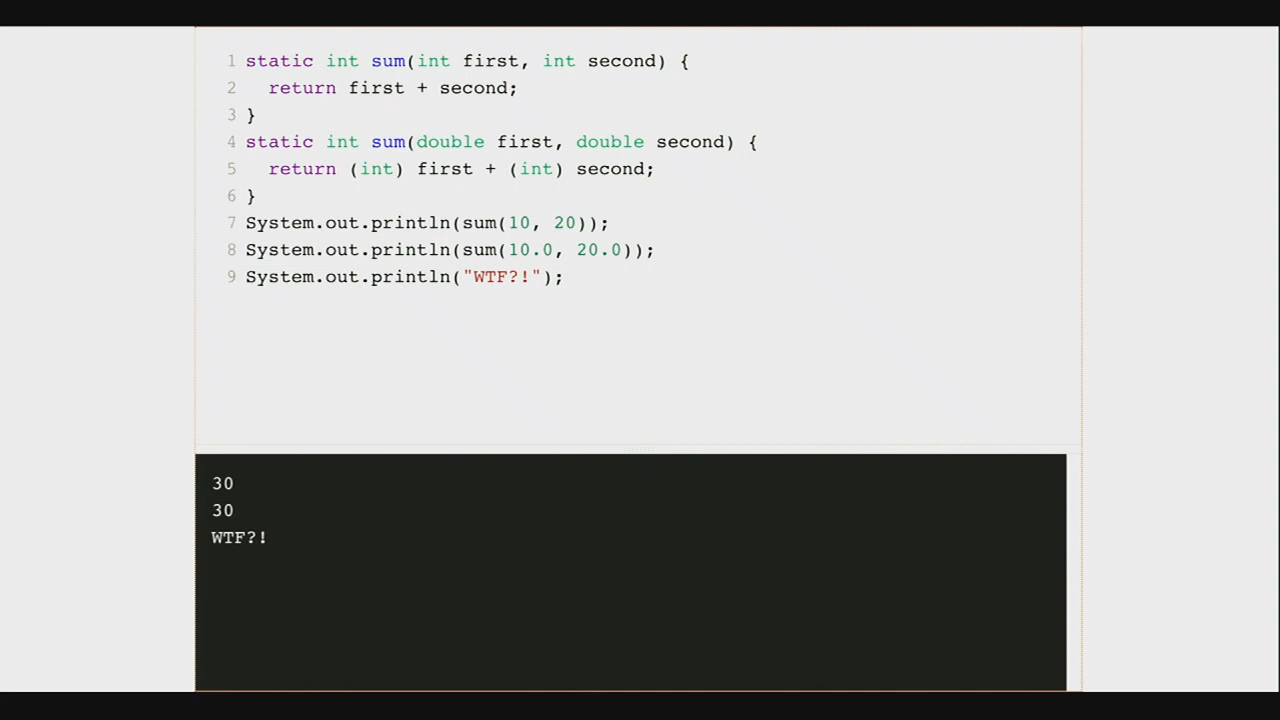 1 static int sum(int first, int second) {
2   return first + second;
3 }
4 static int sum(double first, double second) {
5   return (int) first + (int) second;
6 }
7 System.out.println(sum(10, 20));
8 System.out.println(sum(10.0, 20.0));
9 System.out.println("WTF?!");
30
30
WTF?!